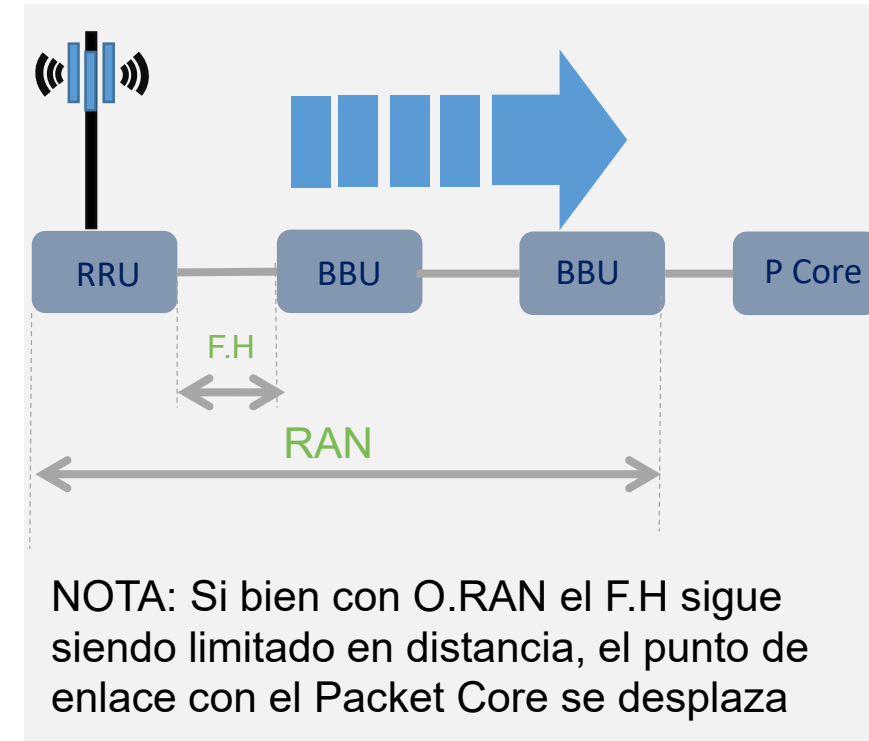 RRU
BBU
BBU
P Core
F.H
RAN
NOTA: Si bien con O.RAN el F.H sigue
siendo limitado en distancia, el punto de
enlace con el Packet Core se desplaza